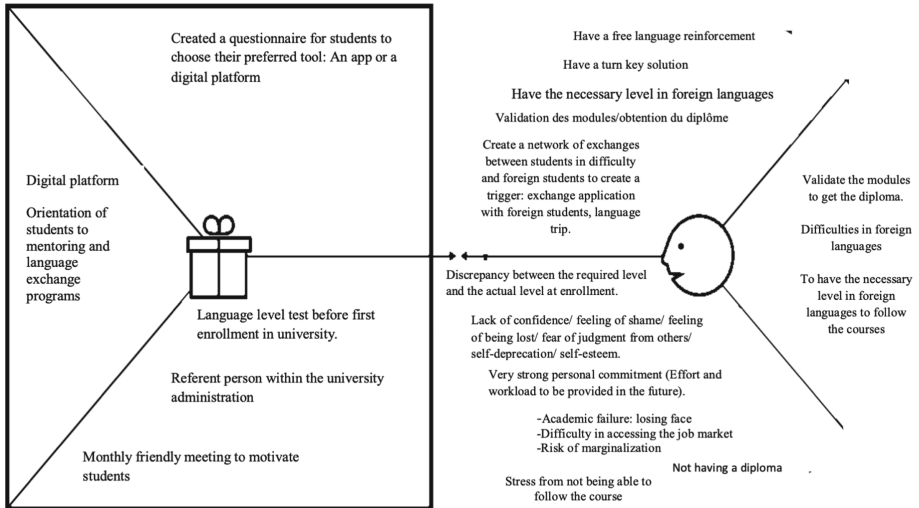 Created a questionnaire for students to
choose their preferred tool: An app or a
digital platform
Digital platform
Orientation of
students to
mentoring and
language
exchange
programs
Language level test before first
enrollment in university.
Referent person within the university
administration
Monthly friendly meeting to motivate
students
Have a free language reinforcement
Have a turn key solution
Have the necessary level in foreign languages
Validation des modules/obtention du diplôme
Create a network of exchanges
between students in difficulty
and foreign students to create a
trigger: exchange application
with foreign students, language
trip.
Discrepancy between the required level
and the actual level at enrollment.
Lack of confidence/ feeling of shame/ feeling
of being lost/ fear of judgment from others/
self-deprecation/ self-esteem.
Very strong personal commitment (Effort and
workload to be provided in the future).
-Academic failure: losing face
-Difficulty in accessing the job market
-Risk of marginalization
Not having a diploma
Stress from not being able to
follow the course
Validate the modules
to get the diploma.
Difficulties in foreign
languages
To have the necessary
level in foreign
languages to follow
the courses